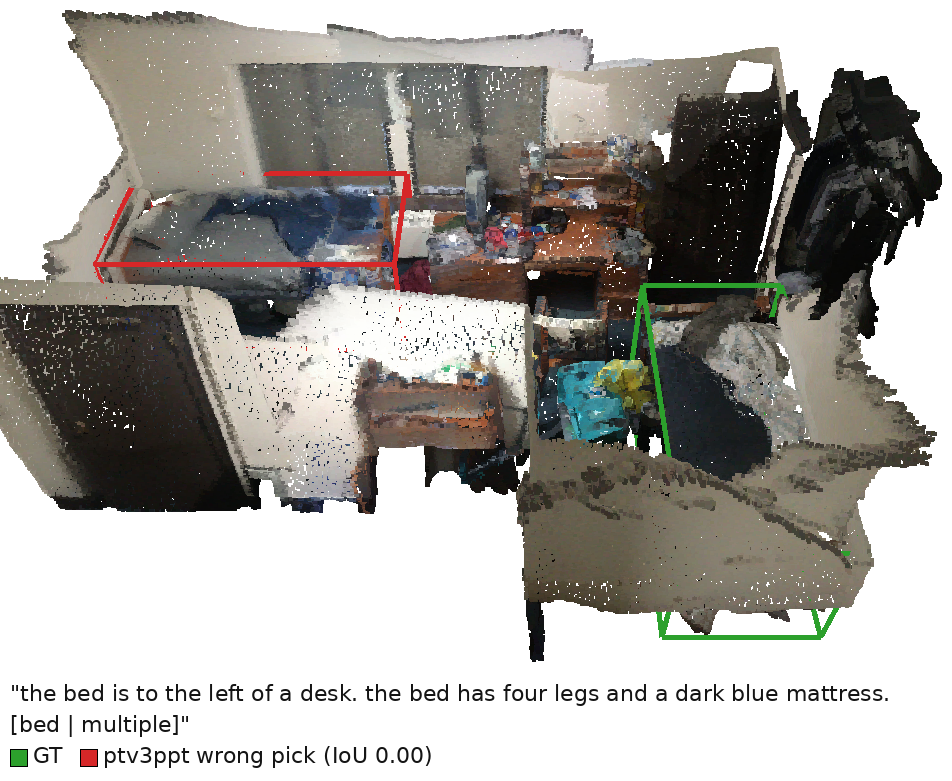 "the bed is to the left of a desk. the bed has four legs and a dark blue mattress.
[bed | multiple]"
GT ptv3ppt wrong pick (IoU 0.00)